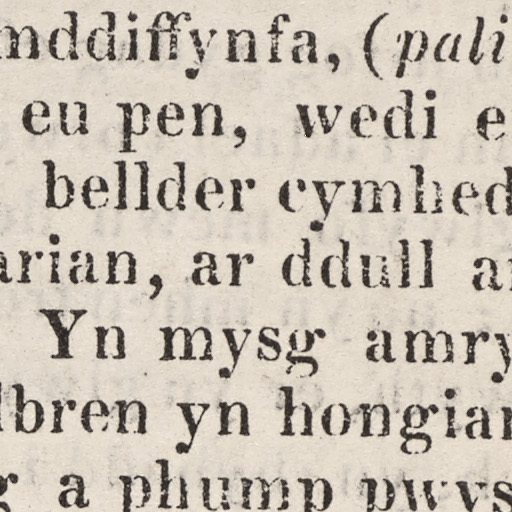 mddiffynfa, (pali
eu pen, wedi e
bellder cymhed
arian, ar ddull a
Yn mysg amry
lbren yn hongian
g a phump pwys